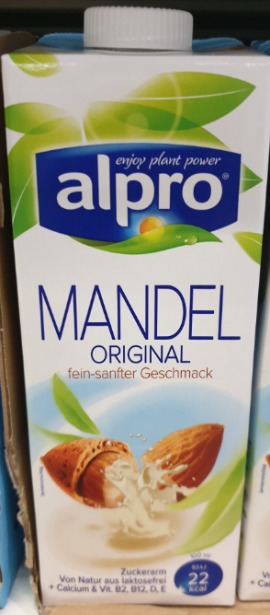 enjoy plant power
alpro®
MANDEL
ORIGINAL
fein-sanfter Geschmack
100 ml
22
kcal
Zuckerarm
Von Natur aus laktosefrei
+ Calcium & Vit. B2, B12, D, E